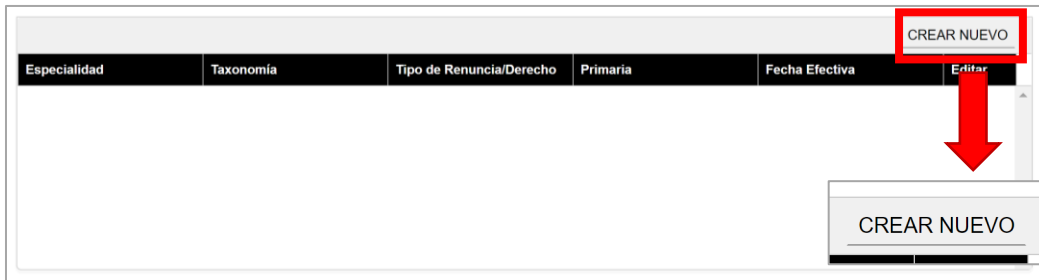 CREAR NUEVO
Especialidad Taxonomía Tipo de Renuncia/Derecho Primaria Fecha Efectiva Editar
CREAR NUEVO